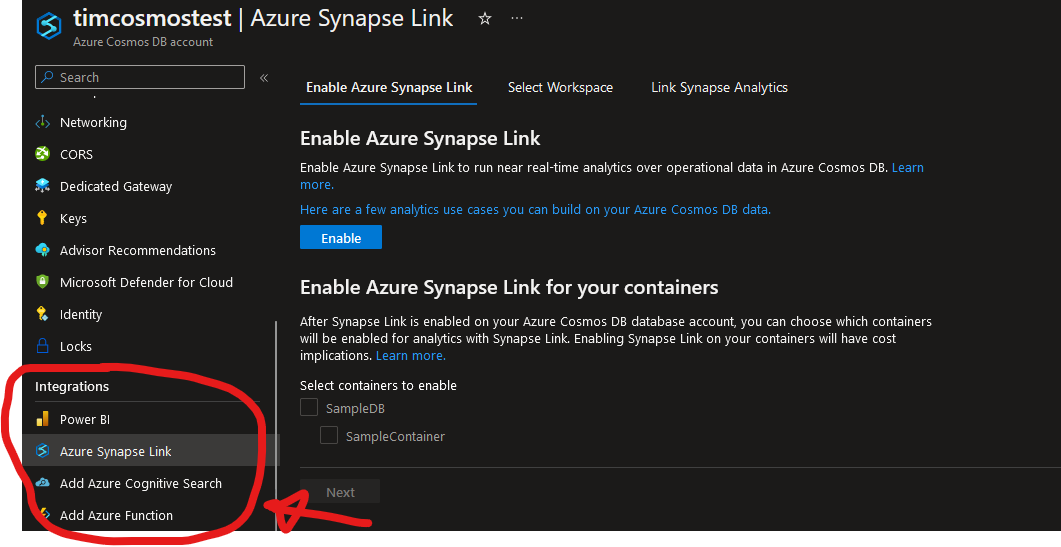 timcosmostest | Azure Synapse Link ☆ ...
Azure Cosmos DB account
Search «
Networking
CORS
Dedicated Gateway
Keys
Advisor Recommendations
Microsoft Defender for Cloud
Identity
Locks
Integrations
Power BI
Azure Synapse Link
Add Azure Cognitive Search
Add Azure Function
Enable Azure Synapse Link Select Workspace Link Synapse Analytics
Enable Azure Synapse Link
Enable Azure Synapse Link to run near real-time analytics over operational data in Azure Cosmos DB. Learn
more.
Here are a few analytics use cases you can build on your Azure Cosmos DB data.
Enable
Enable Azure Synapse Link for your containers
After Synapse Link is enabled on your Azure Cosmos DB database account, you can choose which containers
will be enabled for analytics with Synapse Link. Enabling Synapse Link on your containers will have cost
implications. Learn more.
Select containers to enable
SampleDB
SampleContainer
Next